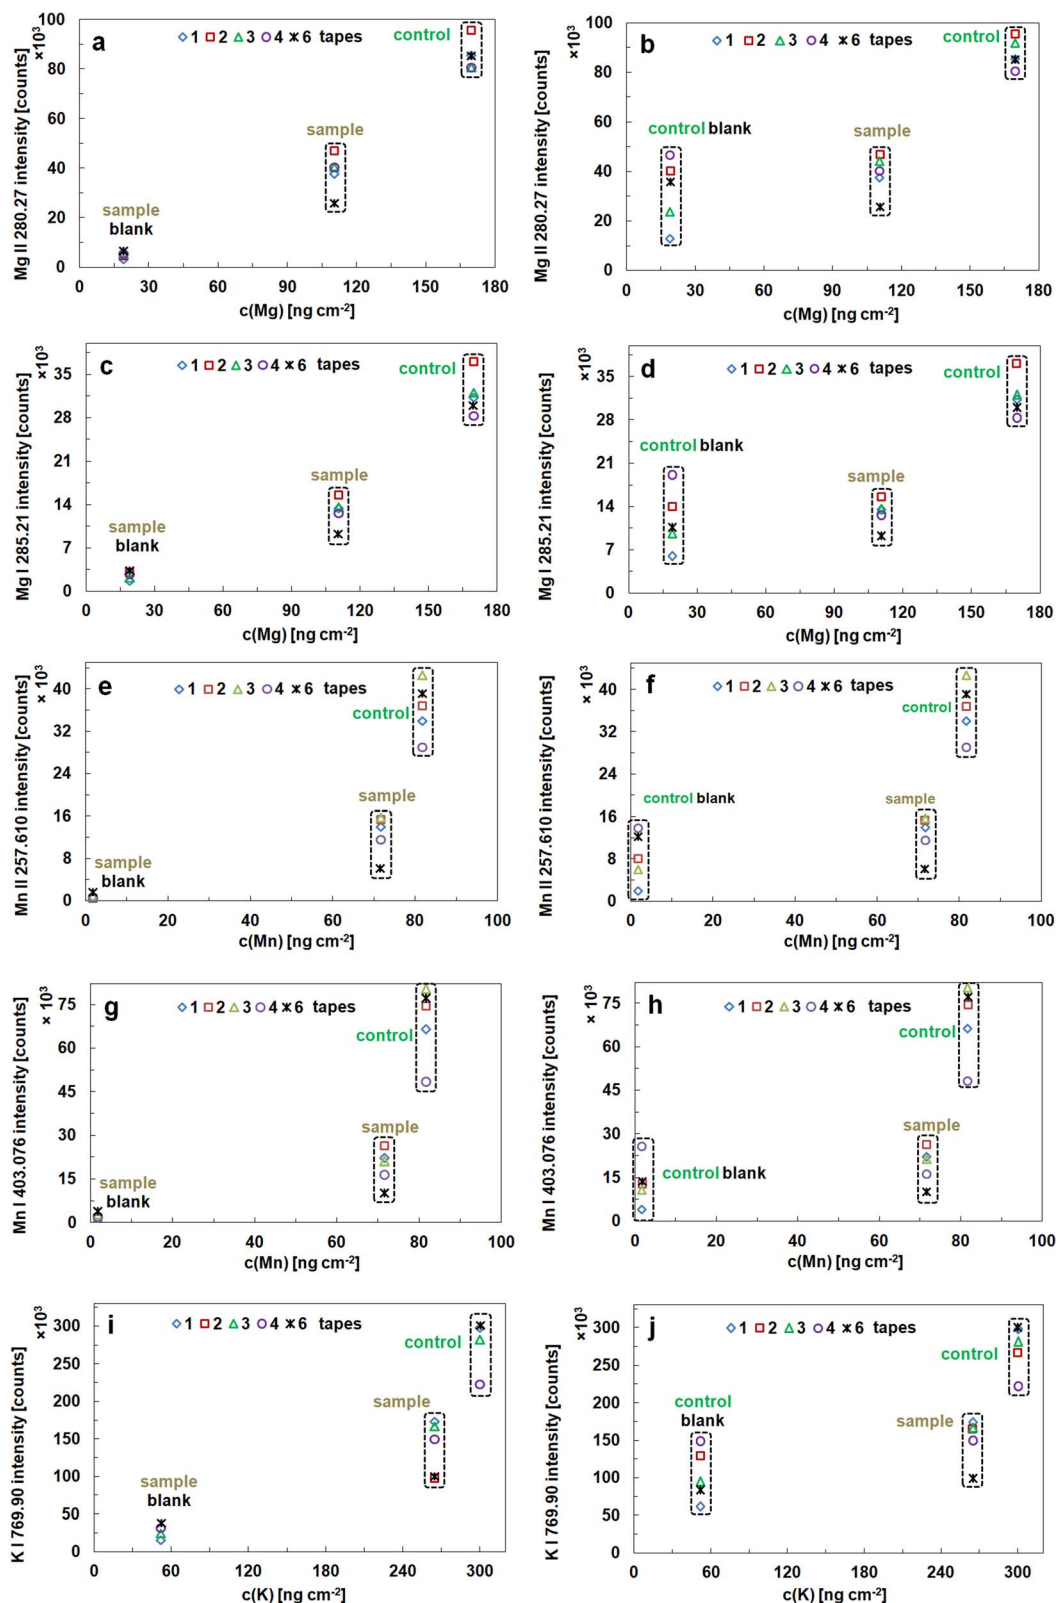 a
1 2 3 4 6 tapes
control
sample
sample
blank
×10³
100
80
60
40
20
0
Mg II 280.27 intensity [counts]
0 30 60 90 120 150 180
c(Mg) [ng cm-2]
b
1 2 3 4 6 tapes
control
control blank
sample
×10³
100
80
60
40
20
0
Mg II 280.27 intensity [counts]
0 30 60 90 120 150 180
c(Mg) [ng cm-2]
c
1 2 3 4 6 tapes
control
sample
sample
blank
×10³
35
28
21
14
7
0
Mg I 285.21 intensity [counts]
0 30 60 90 120 150 180
c(Mg) [ng cm-2]
d
1 2 3 4 6 tapes
control
control blank
sample
×10³
35
28
21
14
7
0
Mg I 285.21 intensity [counts]
0 30 60 90 120 150 180
c(Mg) [ng cm-2]
e
1 2 3 4 6 tapes
control
sample
sample
blank
× 10³
40
32
24
16
8
0
Mn II 257.610 intensity [counts]
0 20 40 60 80 100
c(Mn) [ng cm-2]
f
1 2 3 4 6 tapes
control
control blank
sample
× 10³
40
32
24
16
8
0
Mn II 257.610 intensity [counts]
0 20 40 60 80 100
c(Mn) [ng cm-2]
g
1 2 3 4 6 tapes
control
sample
sample
blank
× 10³
75
60
45
30
15
0
Mn I 403.076 intensity [counts]
0 20 40 60 80 100
c(Mn) [ng cm-2]
h
1 2 3 4 6 tapes
control
sample
control blank
× 10³
75
60
45
30
15
0
Mn I 403.076 intensity [counts]
0 20 40 60 80 100
c(Mn) [ng cm-2]
i
1 2 3 4 6 tapes
control
sample
sample
blank
×10³
300
250
200
150
100
50
0
K I 769.90 intensity [counts]
0 60 120 180 240 300
c(K) [ng cm-2]
j
1 2 3 4 6 tapes
control
control
blank
sample
×10³
300
250
200
150
100
50
0
K I 769.90 intensity [counts]
0 60 120 180 240 300
c(K) [ng cm-2]